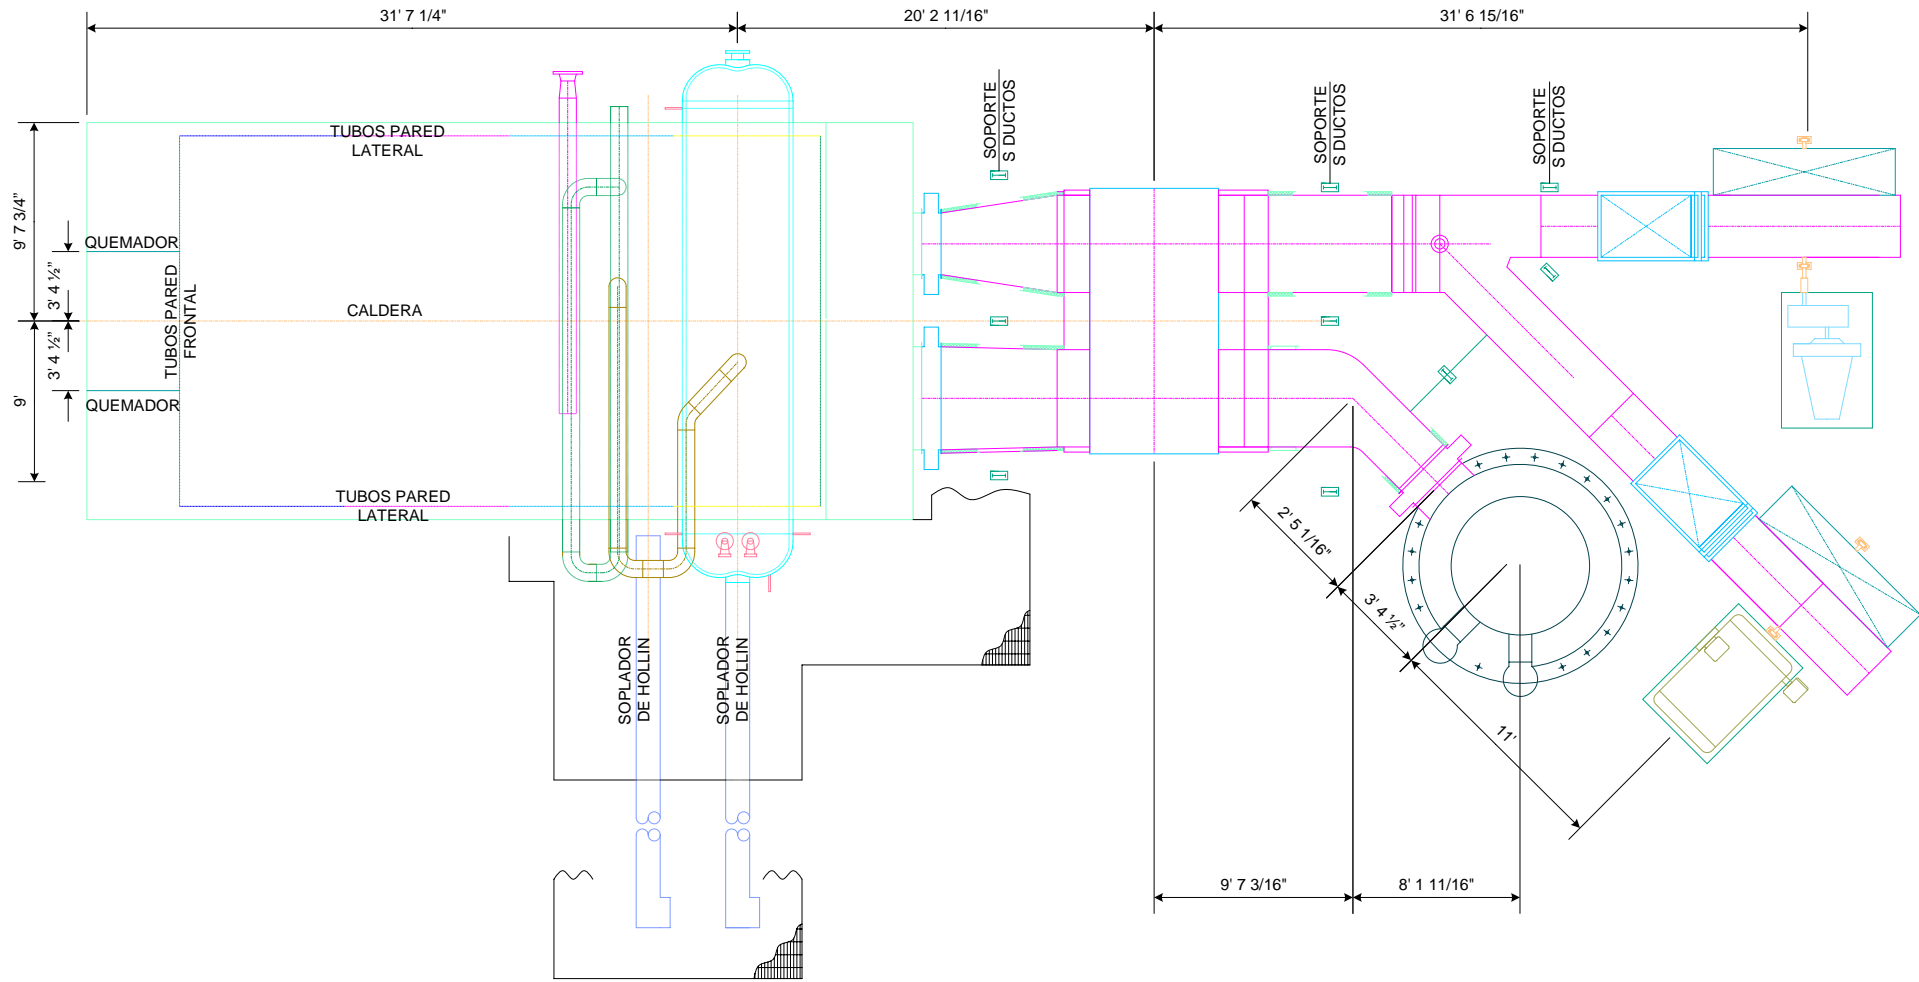 31' 7 1/4"
20' 2 11/16"
31' 6 15/16"
SOPORTE
S DUCTOS
SOPORTE
S DUCTOS
SOPORTE
S DUCTOS
TUBOS PARED
LATERAL
9' 7 3/4"
QUEMADOR
3' 4 ½"
TUBOS PARED
FRONTAL
CALDERA
3' 4 ½"
9'
QUEMADOR
TUBOS PARED
LATERAL
2' 5 1/16"
3' 4 ½"
11'
SOPLADOR
DE HOLLIN
SOPLADOR
DE HOLLIN
9' 7 3/16"
8' 1 11/16"